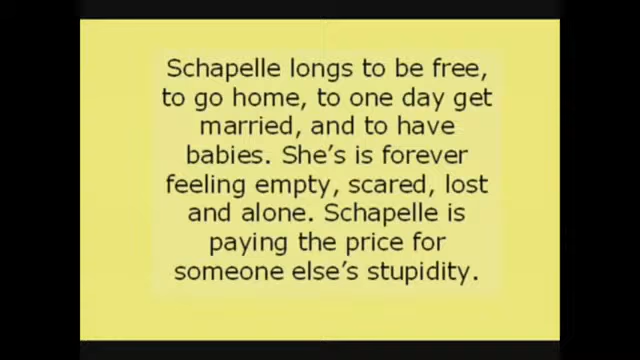 Schapelle longs to be free,
to go home, to one day get
married, and to have
babies. She's is forever
feeling empty, scared, lost
and alone. Schapelle is
paying the price for
someone else's stupidity.